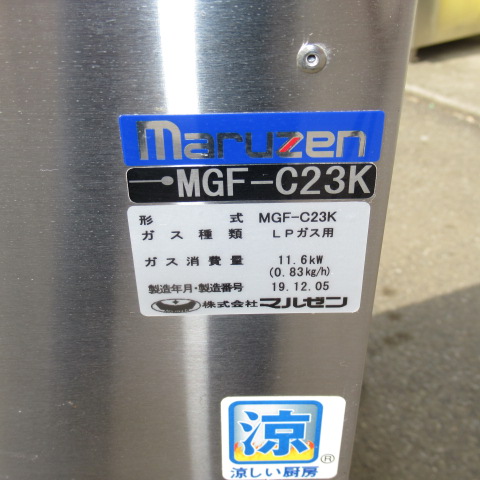 maruzen
MGF-C23K
形 式 MGF-C23K
ガス種類 LPガス用
ガス消費量 11.6kW
(0.83kg/h)
製造年月・製造番号 19.12.05
株式会社マルゼン
涼
®
涼しい厨房